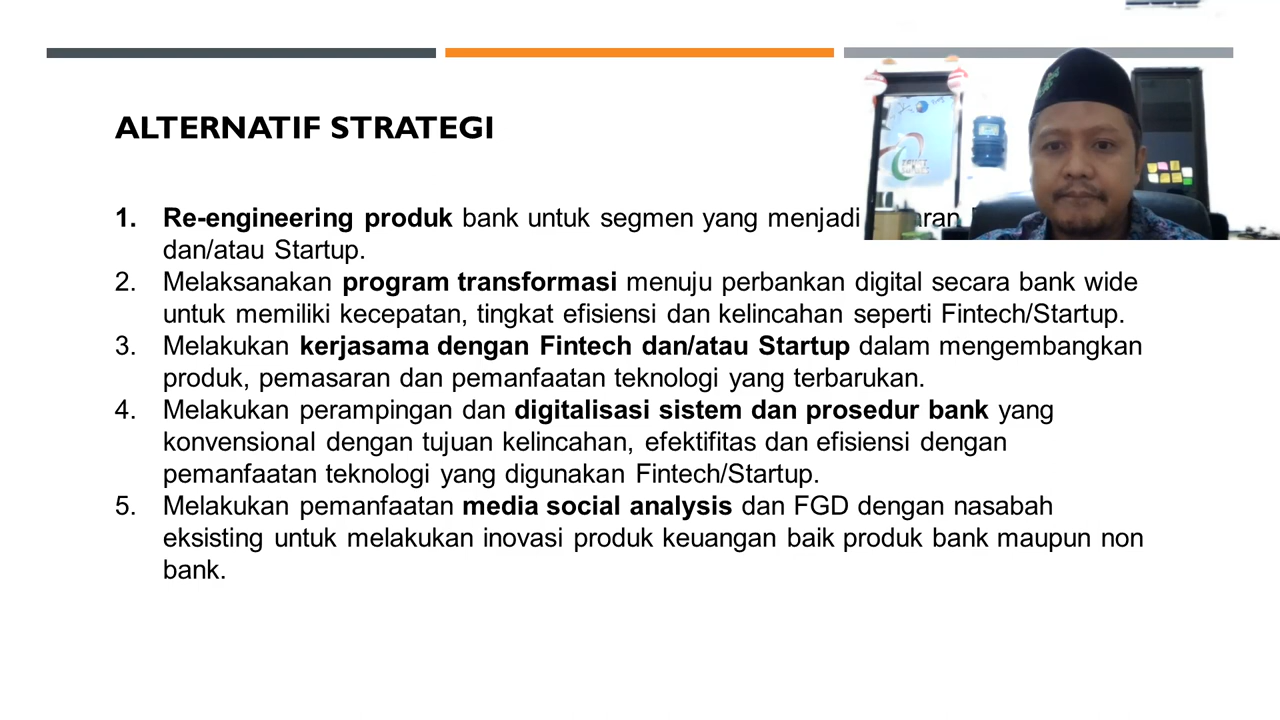 ALTERNATIF STRATEGI
1. Re-engineering produk bank untuk segmen yang menjadi
dan/atau Startup.
2. Melaksanakan program transformasi menuju perbankan digital secara bank wide
untuk memiliki kecepatan, tingkat efisiensi dan kelincahan seperti Fintech/Startup.
3. Melakukan kerjasama dengan Fintech dan/atau Startup dalam mengembangkan
produk, pemasaran dan pemanfaatan teknologi yang terbarukan.
4. Melakukan perampingan dan digitalisasi sistem dan prosedur bank yang
konvensional dengan tujuan kelincahan, efektifitas dan efisiensi dengan
pemanfaatan teknologi yang digunakan Fintech/Startup.
5. Melakukan pemanfaatan media social analysis dan FGD dengan nasabah
eksisting untuk melakukan inovasi produk keuangan baik produk bank maupun non
bank.